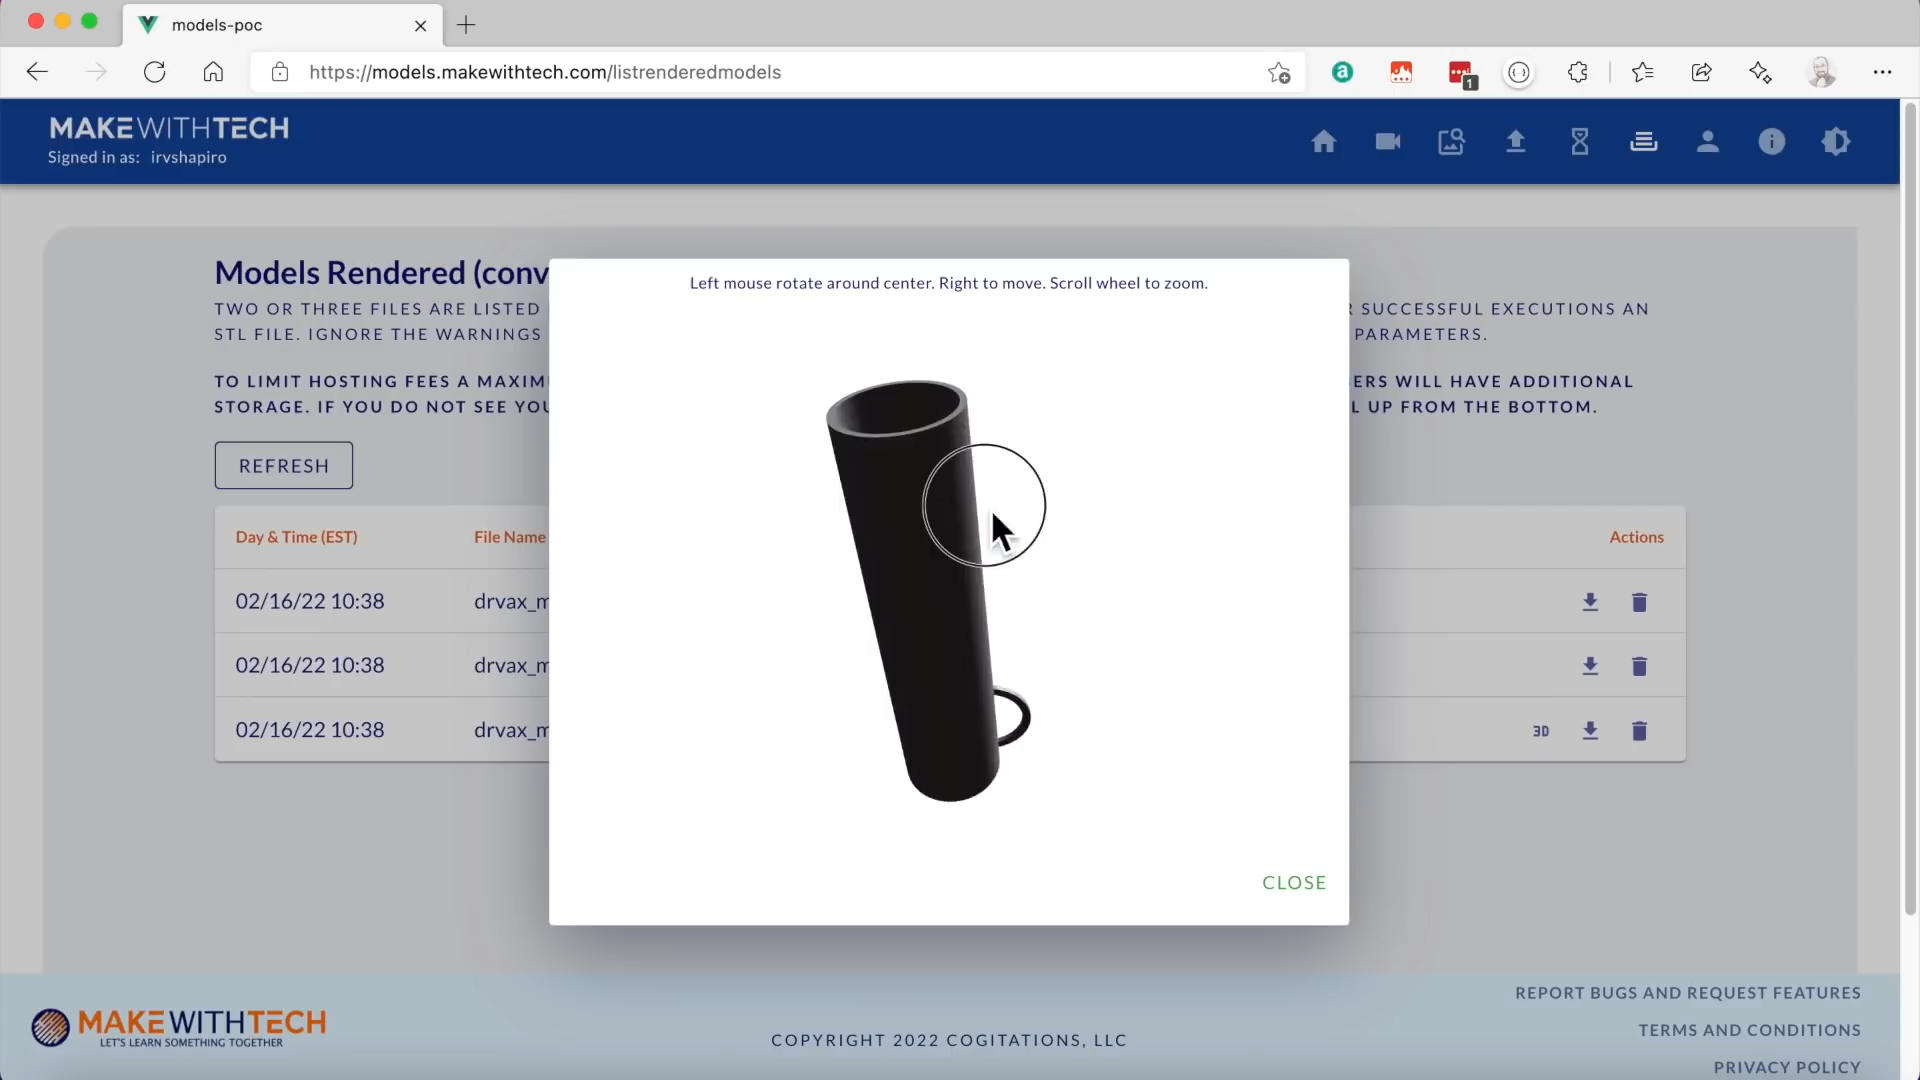 models-poc
https://models.makewithtech.com/listrenderedmodels
1
MAKEWITHTECH
Signed in as: irvshapiro
Models Rendered (conv
Left mouse rotate around center. Right to move. Scroll wheel to zoom.
TWO OR THREE FILES ARE LISTED
SUCCESSFUL EXECUTIONS AN
STL FILE. IGNORE THE WARNINGS
PARAMETERS.
TO LIMIT HOSTING FEES A MAXIM
ERS WILL HAVE ADDITIONAL
STORAGE. IF YOU DO NOT SEE YOU
L UP FROM THE BOTTOM.
REFRESH
Day & Time (EST) File Name Actions
02/16/22 10:38 drvax_m
02/16/22 10:38 drvax_m
02/16/22 10:38 drvax_m 3D
CLOSE
MAKEWITHTECH
LET'S LEARN SOMETHING TOGETHER
COPYRIGHT 2022 COGITATIONS, LLC
REPORT BUGS AND REQUEST FEATURES
TERMS AND CONDITIONS
PRIVACY POLICY